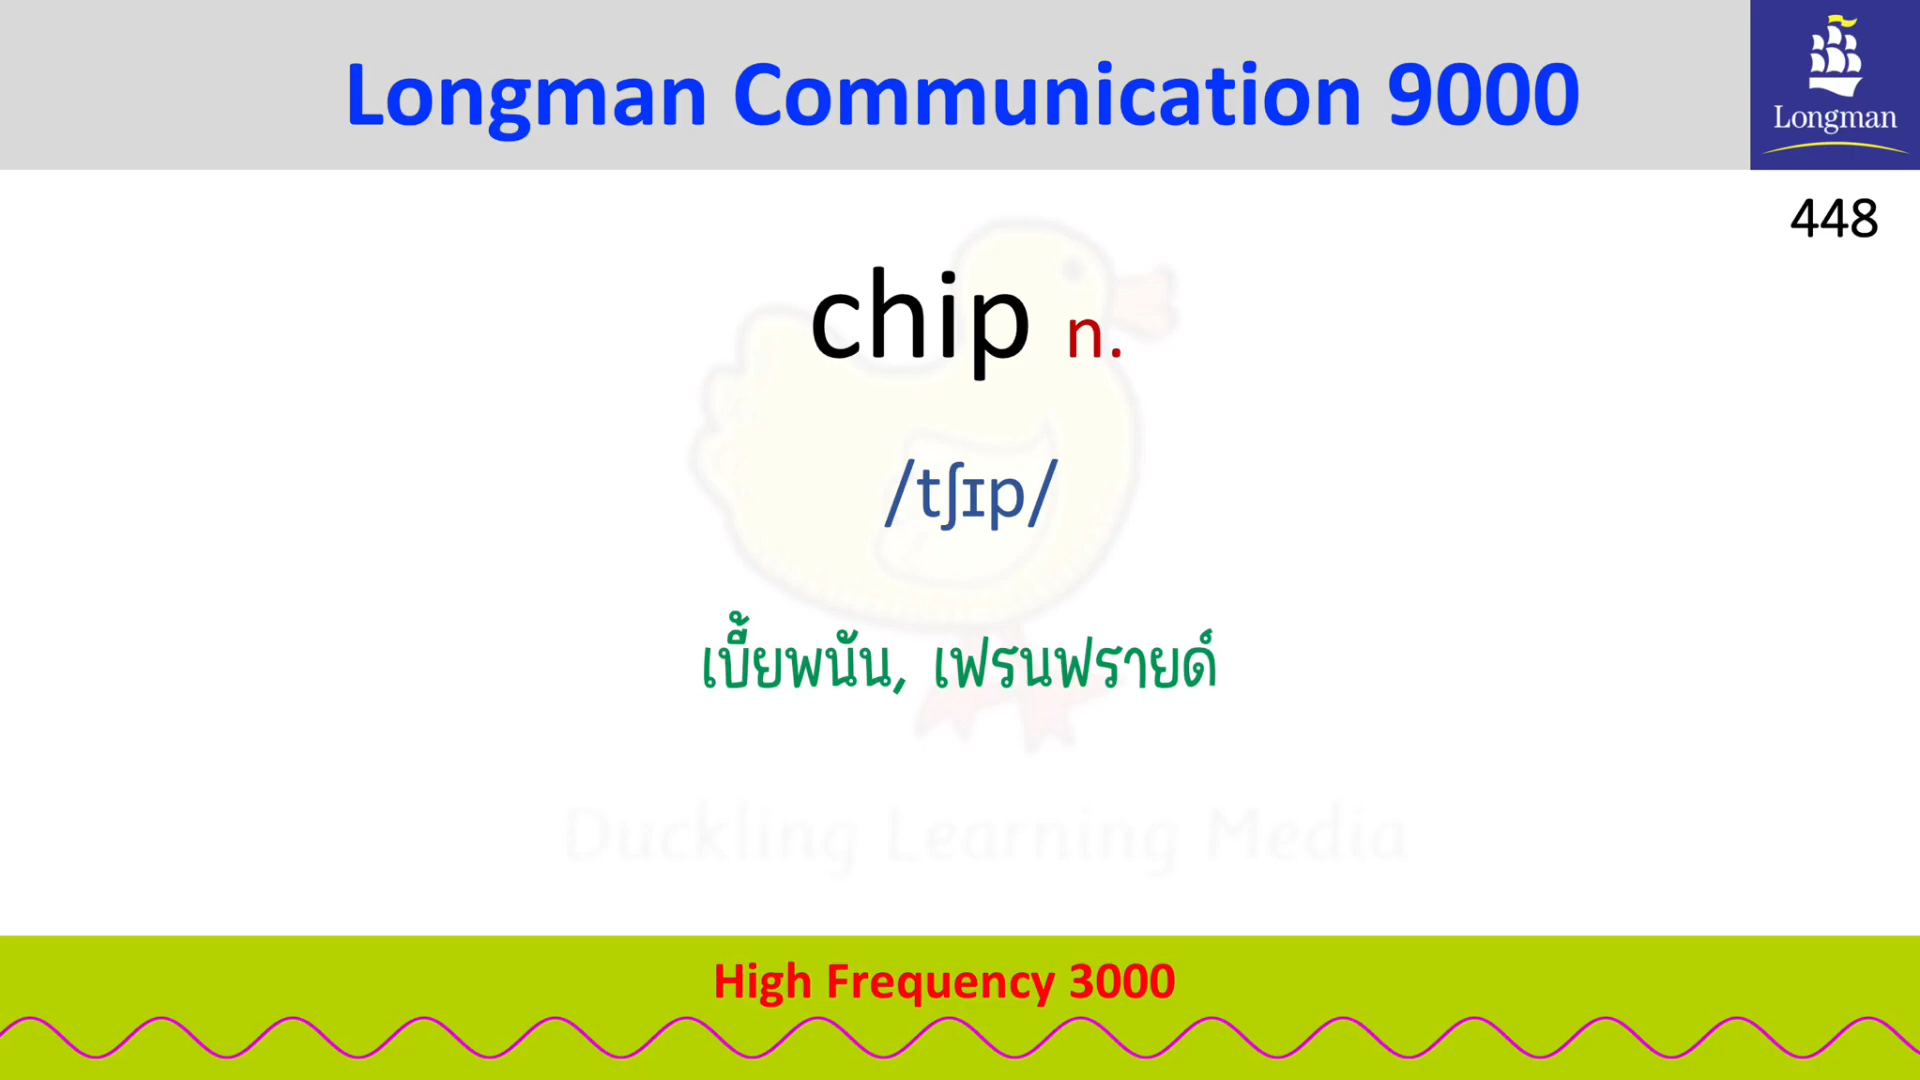 Longman Communication 9000
Longman
448
chip n.
/tʃɪp/
เบี้ยพนัน, เฟรนฟรายด์
Duckling Learning Media
High Frequency 3000